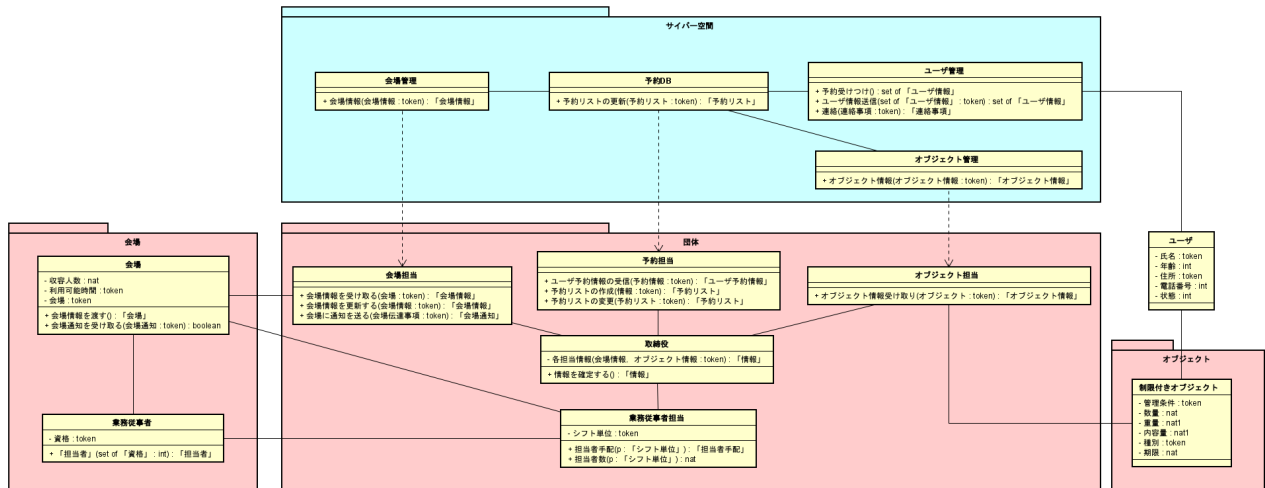 サイバー空間
会場管理
+ 会場情報(会場情報 : token) : 「会場情報」
予約DB
+ 予約リストの更新(予約リスト : token) : 「予約リスト」
ユーザ管理
+ 予約受けつけ() : set of 「ユーザ情報」
+ ユーザ情報送信(set of 「ユーザ情報」 : token) : set of 「ユーザ情報」
+ 連絡(連絡事項 : token) : 「連絡事項」
オブジェクト管理
+ オブジェクト情報(オブジェクト情報 : token) : 「オブジェクト情報」
会場
会場
- 収容人数 : nat
- 利用可能時間 : token
- 会場 : token
+ 会場情報を渡す() : 「会場」
+ 会場通知を受け取る(会場通知 : token) : boolean
業務従事者
- 資格 : token
+ 「担当者」(set of 「資格」 : int) : 「担当者」
団体
会場担当
+ 会場情報を受け取る(会場 : token) : 「会場情報」
+ 会場情報を更新する(会場情報 : token) : 「会場情報」
+ 会場に通知を送る(会場伝達事項 : token) : 「会場通知」
予約担当
+ ユーザ予約情報の受信(予約情報 : token) : 「ユーザ予約情報」
+ 予約リストの作成(情報 : token) : 「予約リスト」
+ 予約リストの変更(予約リスト : token) : 「予約リスト」
オブジェクト担当
+ オブジェクト情報受け取り(オブジェクト : token) : 「オブジェクト情報」
取締役
- 各担当情報(会場情報、オブジェクト情報 : token) : 「情報」
+ 情報を確定する() : 「情報」
業務従事者担当
- シフト単位 : token
+ 担当者手配(p : 「シフト単位」) : 「担当者手配」
+ 担当者数(p : 「シフト単位」) : nat
ユーザ
- 氏名 : token
- 年齢 : int
- 住所 : token
- 電話番号 : int
- 状態 : int
オブジェクト
制限付きオブジェクト
- 管理条件 : token
- 数量 : nat
- 重量 : nat1
- 内容量 : nat1
- 種別 : token
- 期限 : nat